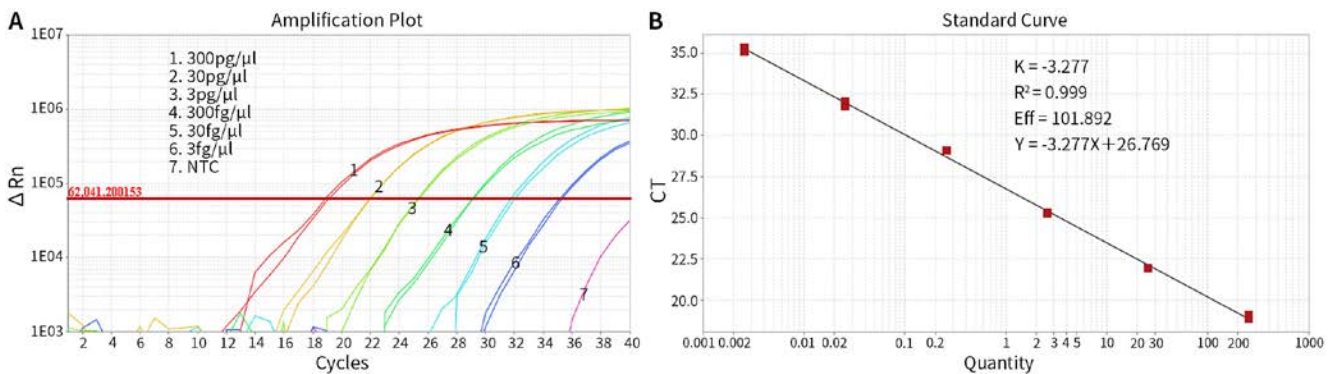 A
Amplification Plot
1E07
1E06
1E05
1E04
1E03
Δ Rn
1. 300pg/μl
2. 30pg/μl
3. 3pg/μl
4. 300fg/μl
5. 30fg/μl
6. 3fg/μl
7. NTC
62,041.200153
1
2
3
4
5
6
7
2 4 6 8 10 12 14 16 18 20 22 24 26 28 30 32 34 36 38 40
Cycles
B
Standard Curve
35.0
32.5
30.0
27.5
25.0
22.5
20.0
CT
K = -3.277
R² = 0.999
Eff = 101.892
Y = -3.277X+26.769
0.001 0.002 0.01 0.02 0.1 0.2 1 2 3 4 5 10 20 30 100 200 1000
Quantity